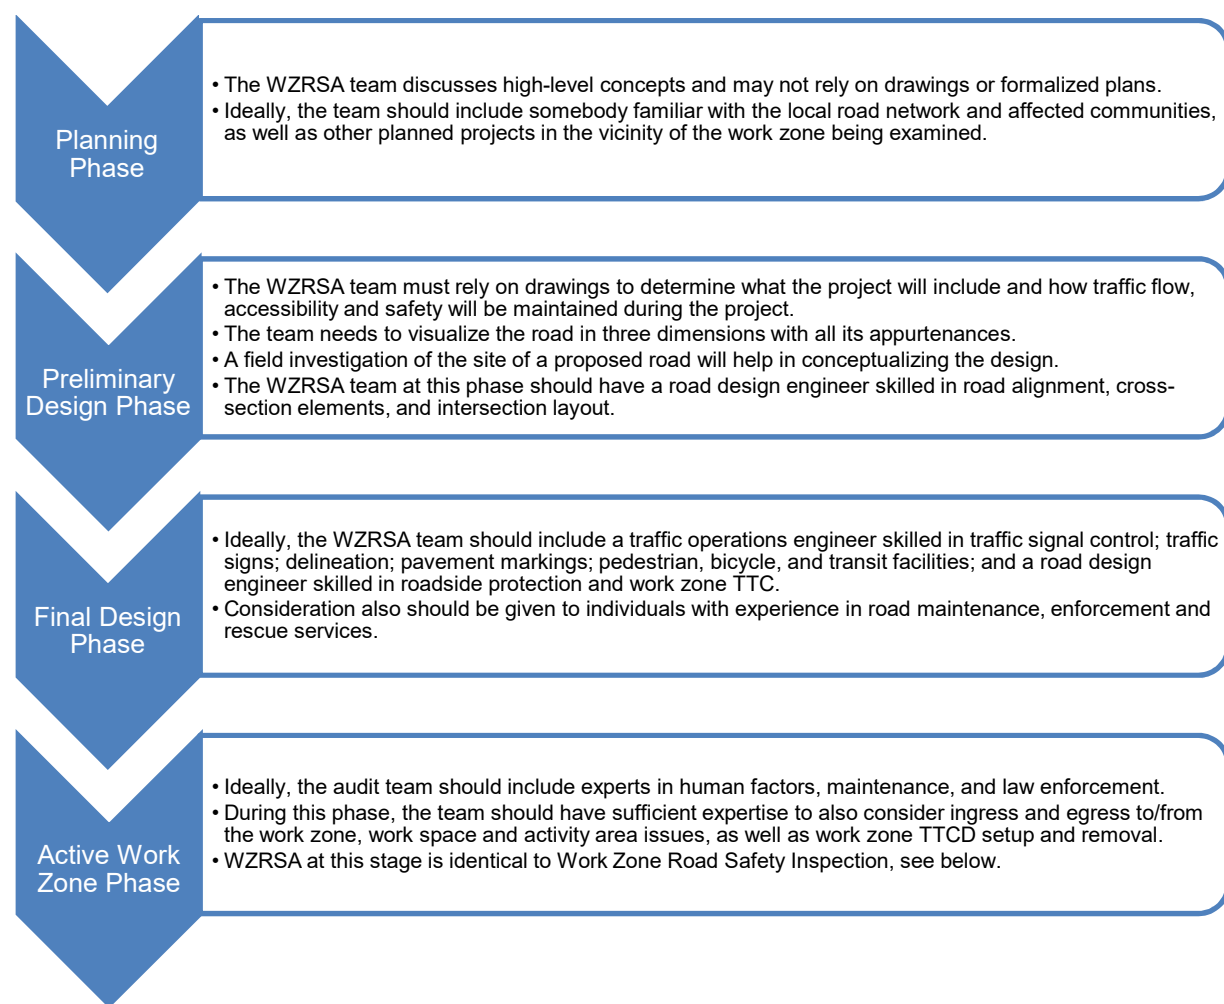 Planning
Phase
• The WZRSA team discusses high-level concepts and may not rely on drawings or formalized plans.
• Ideally, the team should include somebody familiar with the local road network and affected communities,
as well as other planned projects in the vicinity of the work zone being examined.
Preliminary
Design Phase
• The WZRSA team must rely on drawings to determine what the project will include and how traffic flow,
accessibility and safety will be maintained during the project.
• The team needs to visualize the road in three dimensions with all its appurtenances.
• A field investigation of the site of a proposed road will help in conceptualizing the design.
• The WZRSA team at this phase should have a road design engineer skilled in road alignment, cross-
section elements, and intersection layout.
Final Design
Phase
• Ideally, the WZRSA team should include a traffic operations engineer skilled in traffic signal control; traffic
signs; delineation; pavement markings; pedestrian, bicycle, and transit facilities; and a road design
engineer skilled in roadside protection and work zone TTC.
• Consideration also should be given to individuals with experience in road maintenance, enforcement and
rescue services.
Active Work
Zone Phase
• Ideally, the audit team should include experts in human factors, maintenance, and law enforcement.
• During this phase, the team should have sufficient expertise to also consider ingress and egress to/from
the work zone, work space and activity area issues, as well as work zone TTCD setup and removal.
• WZRSA at this stage is identical to Work Zone Road Safety Inspection, see below.